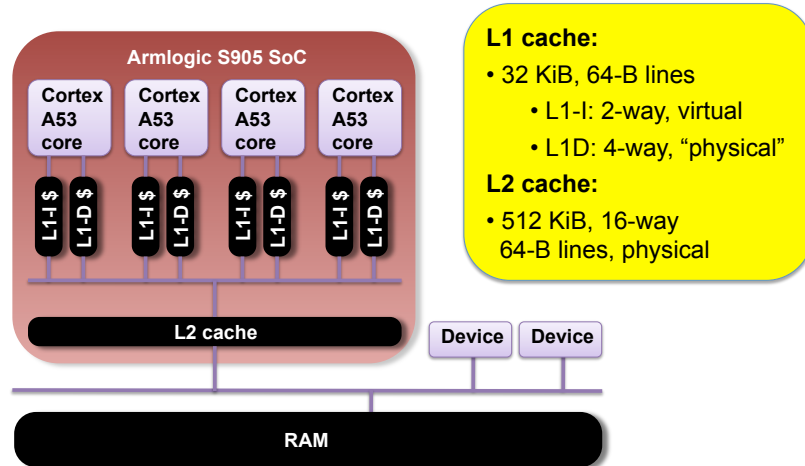 Armlogic S905 SoC
Cortex
A53
core
Cortex
A53
core
Cortex
A53
core
Cortex
A53
core
L1-I $
L1-D $
L1-I $
L1-D $
L1-I $
L1-D $
L1-I $
L1-D $
L2 cache
Device
Device
RAM
L1 cache:
• 32 KiB, 64-B lines
• L1-I: 2-way, virtual
• L1D: 4-way, “physical”
L2 cache:
• 512 KiB, 16-way
64-B lines, physical